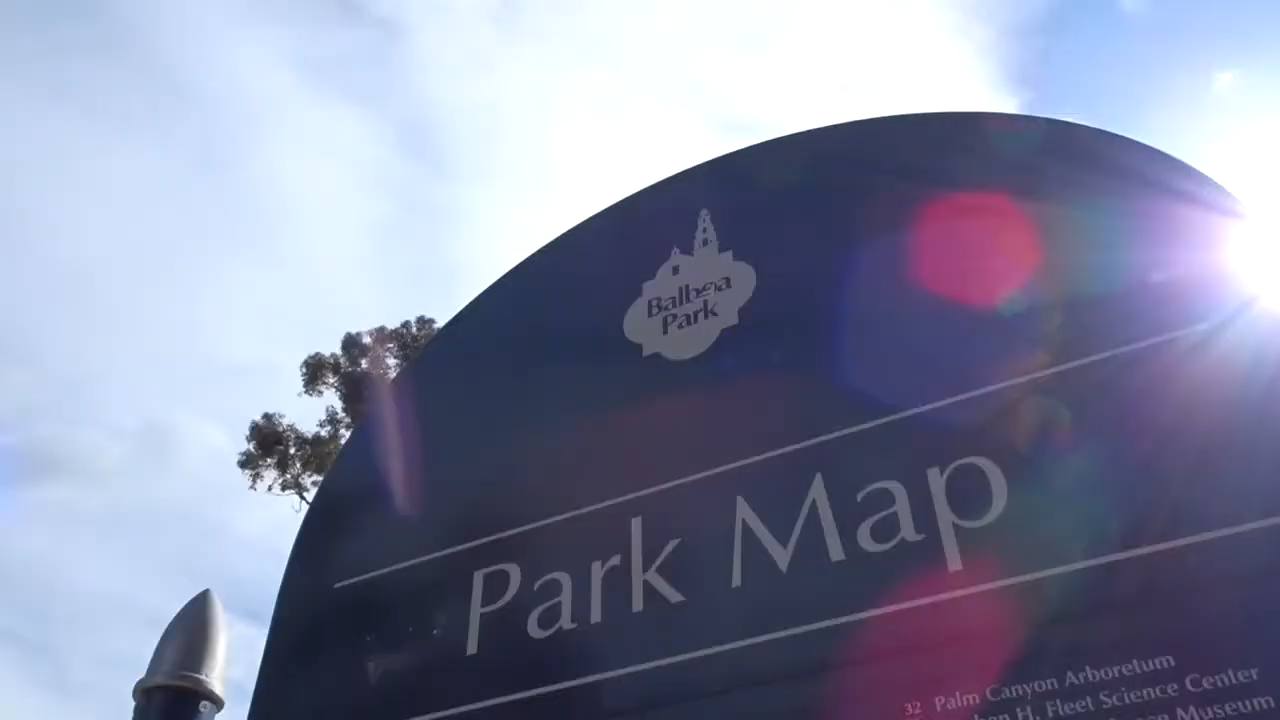 Balboa
Park
Park Map
32 Palm Canyon Arboretum
H. Fleet Science Center
Museum